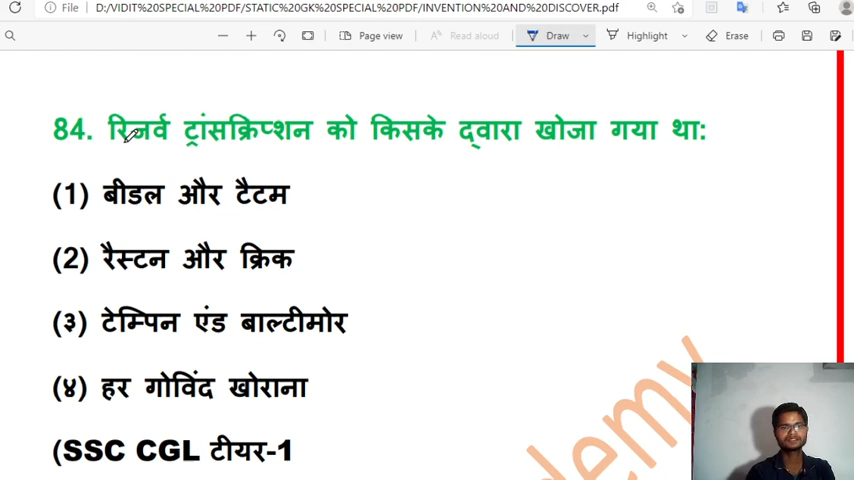 File D:/VIDIT%20SPECIAL%20PDF/STATIC%20GK%20SPECIAL%20PDF/INVENTION%20AND%20DISCOVER.pdf
Page view Read aloud Draw Highlight Erase
84. रिजर्व ट्रांसक्रिप्शन को किसके द्वारा खोजा गया था:
(1) बीडल और टैटम
(2) रैस्टन और क्रिक
(३) टेम्पिन एंड बाल्टीमोर
(४) हर गोविंद खोराना
(SSC CGL टीयर-1
demy